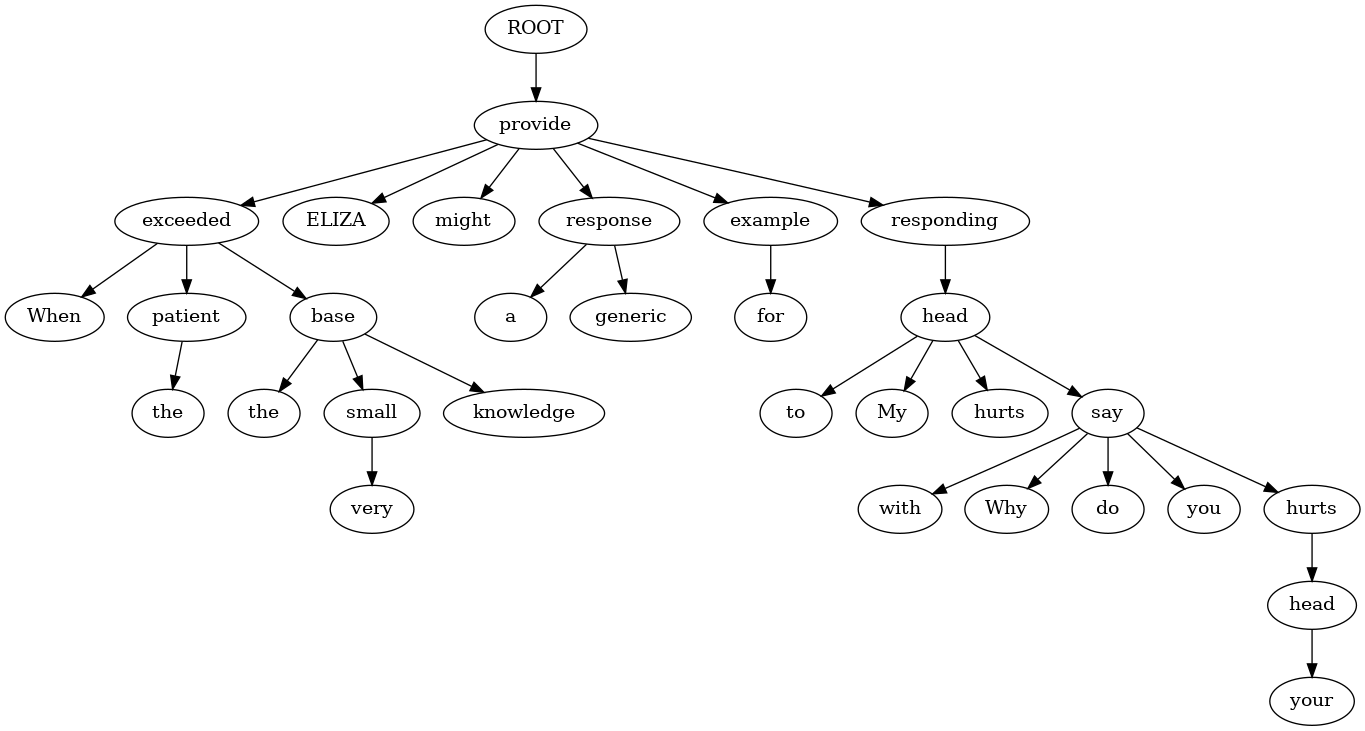 ROOT
provide
exceeded ELIZA might response example responding
When patient base a generic for head
the the small knowledge to My hurts say
very with Why do you hurts
head
your